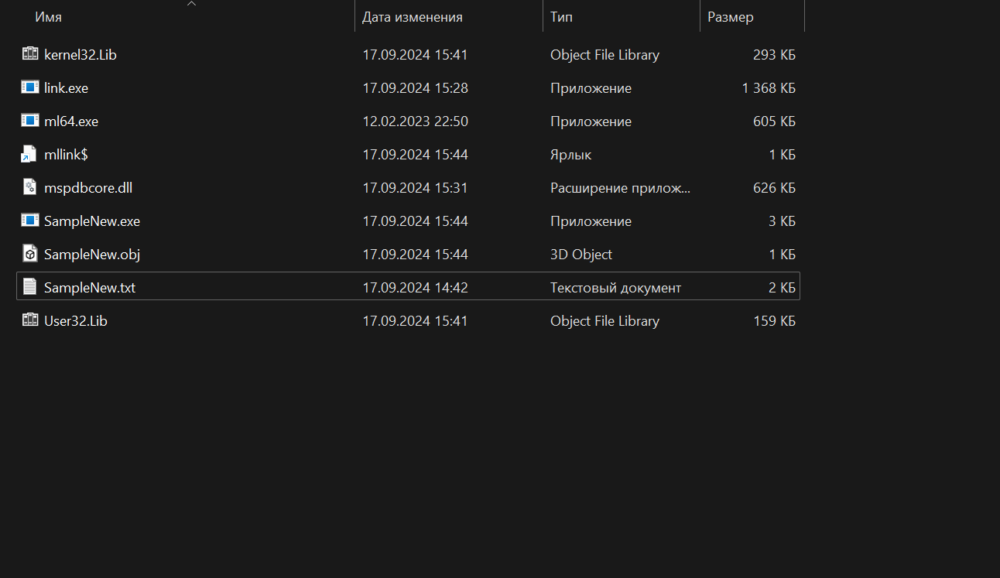 Имя Дата изменения Тип Размер
kernel32.Lib 17.09.2024 15:41 Object File Library 293 КБ
link.exe 17.09.2024 15:28 Приложение 1 368 КБ
ml64.exe 12.02.2023 22:50 Приложение 605 КБ
mllink$ 17.09.2024 15:44 Ярлык 1 КБ
mspdbcore.dll 17.09.2024 15:31 Расширение прилож... 626 КБ
SampleNew.exe 17.09.2024 15:44 Приложение 3 КБ
SampleNew.obj 17.09.2024 15:44 3D Object 1 КБ
SampleNew.txt 17.09.2024 14:42 Текстовый документ 2 КБ
User32.Lib 17.09.2024 15:41 Object File Library 159 КБ